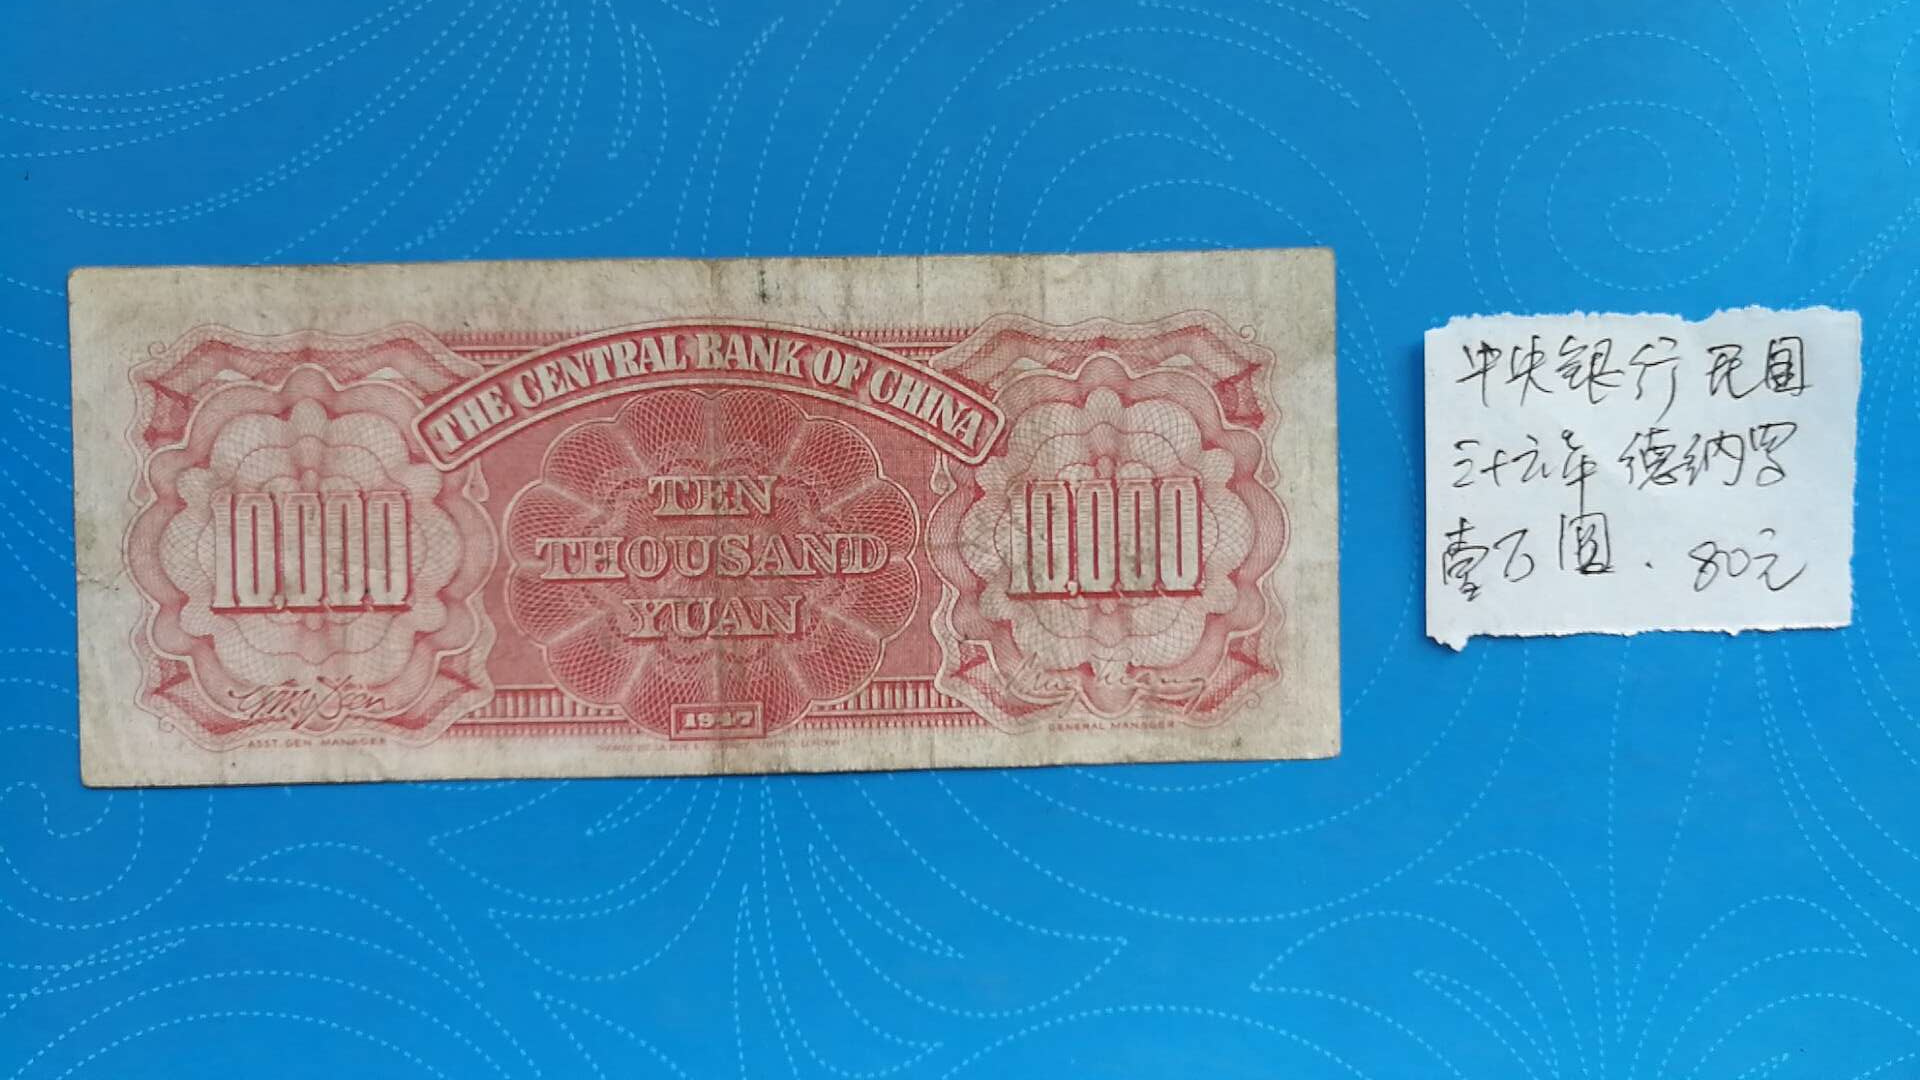 THE CENTRAL BANK OF CHINA
TEN
THOUSAND
YUAN
10,000
10,000
1947
ASST. GEN. MANAGER
GENERAL MANAGER
中央银行民国
三十六年德纳罗
壹万圆.80元